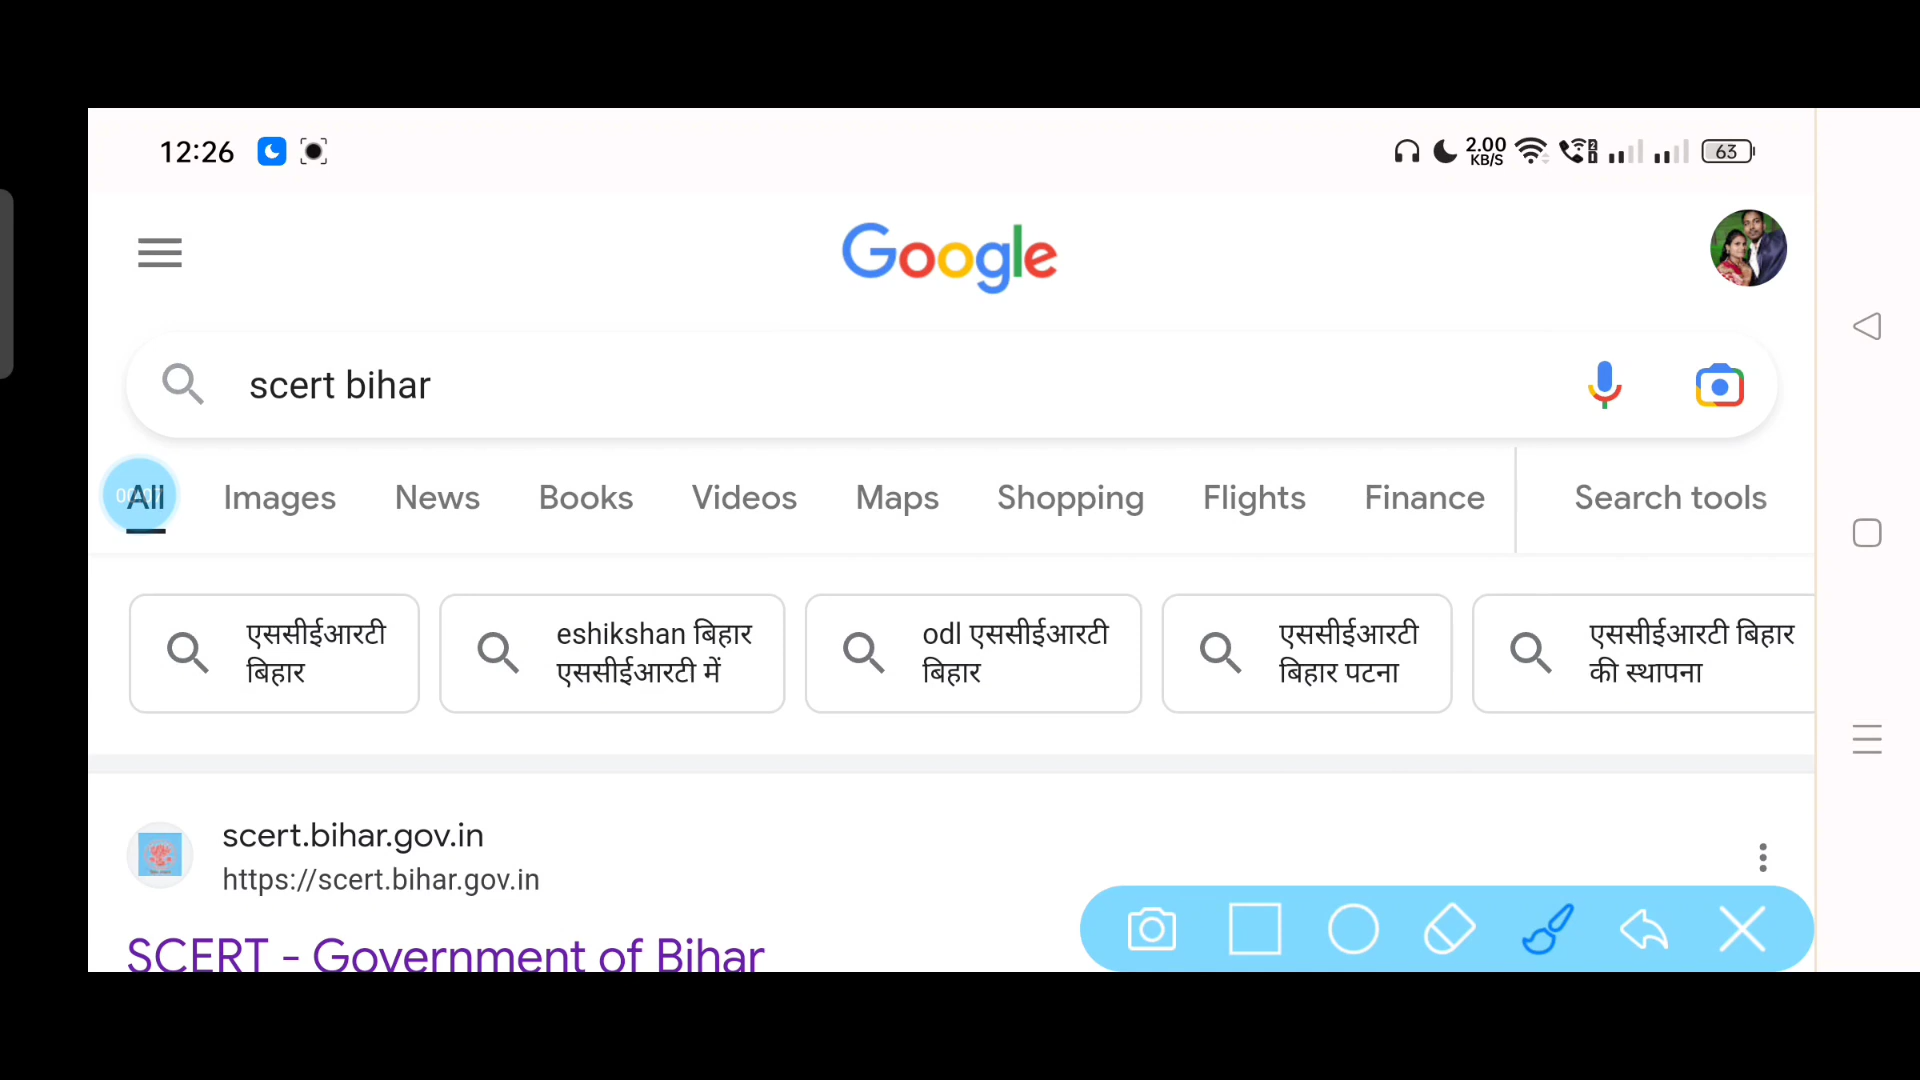 12:26
2.00
KB/S
2
1
63
Google
scert bihar
All Images News Books Videos Maps Shopping Flights Finance Search tools
एससीईआरटी
बिहार
eshikshan बिहार
एससीईआरटी में
odl एससीईआरटी
बिहार
एससीईआरटी
बिहार पटना
एससीईआरटी बिहार
की स्थापना
scert.bihar.gov.in
https://scert.bihar.gov.in
SCERT - Government of Bihar